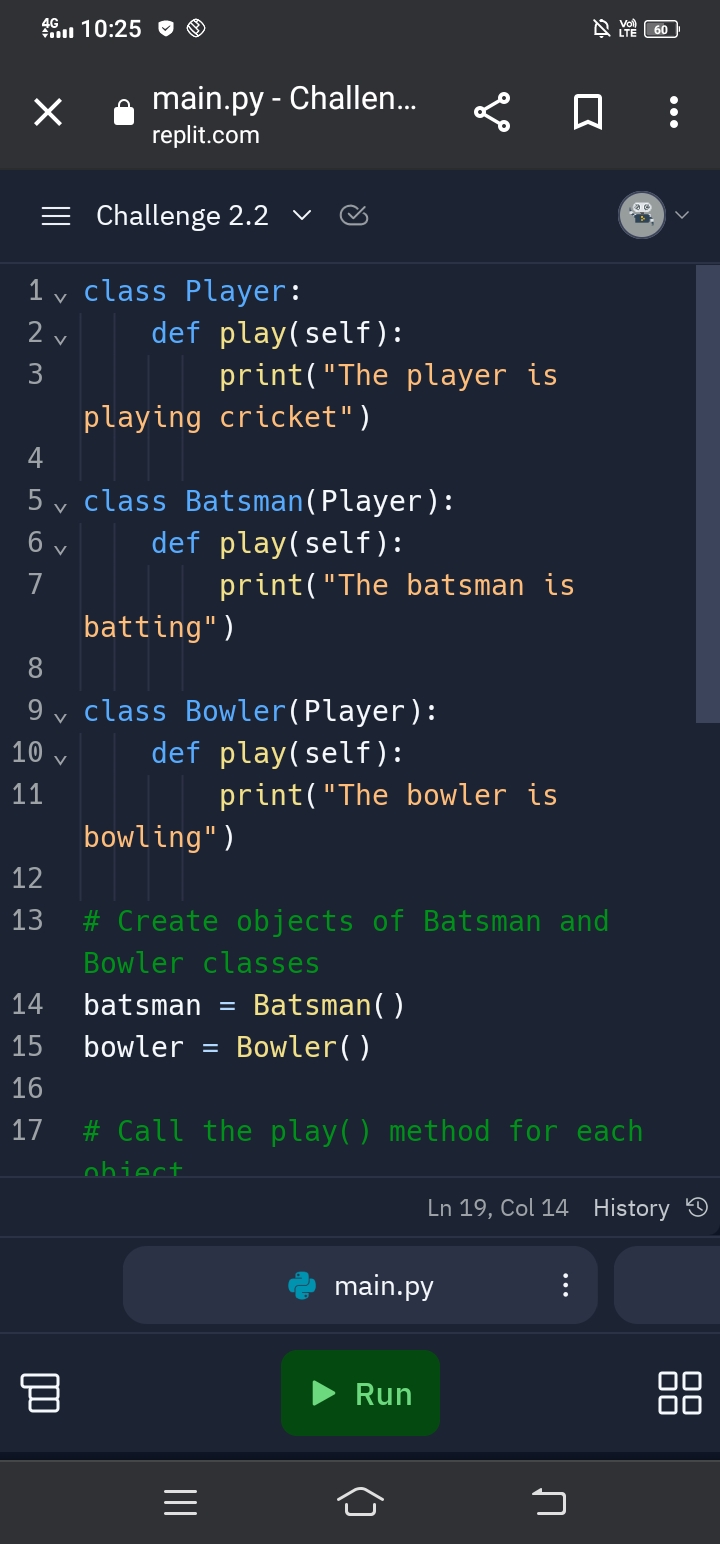 4G 10:25 Vo)) LTE 60
main.py - Challen...
replit.com
Challenge 2.2
1 class Player:
2     def play(self):
3         print("The player is
playing cricket")
4
5 class Batsman(Player):
6     def play(self):
7         print("The batsman is
batting")
8
9 class Bowler(Player):
10     def play(self):
11         print("The bowler is
bowling")
12
13 # Create objects of Batsman and
Bowler classes
14 batsman = Batsman()
15 bowler = Bowler()
16
17 # Call the play() method for each
object
Ln 19, Col 14 History
main.py
Run